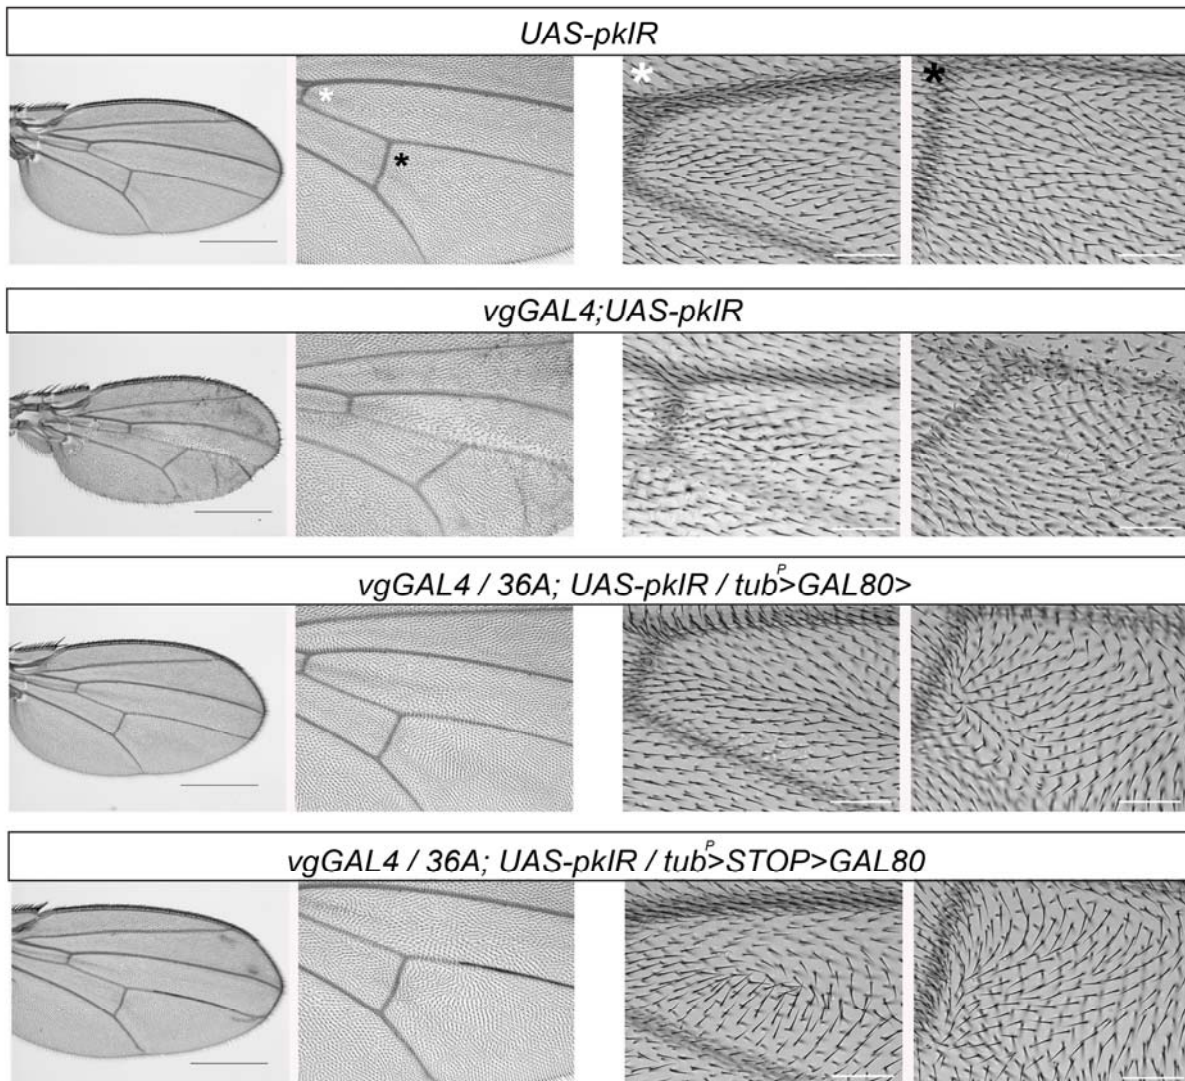 UAS-pkIR
* *
*
*
vgGAL4;UAS-pkIR
vgGAL4 / 36A; UAS-pkIR / tubᴾ>GAL80>
vgGAL4 / 36A; UAS-pkIR / tubᴾ>STOP>GAL80